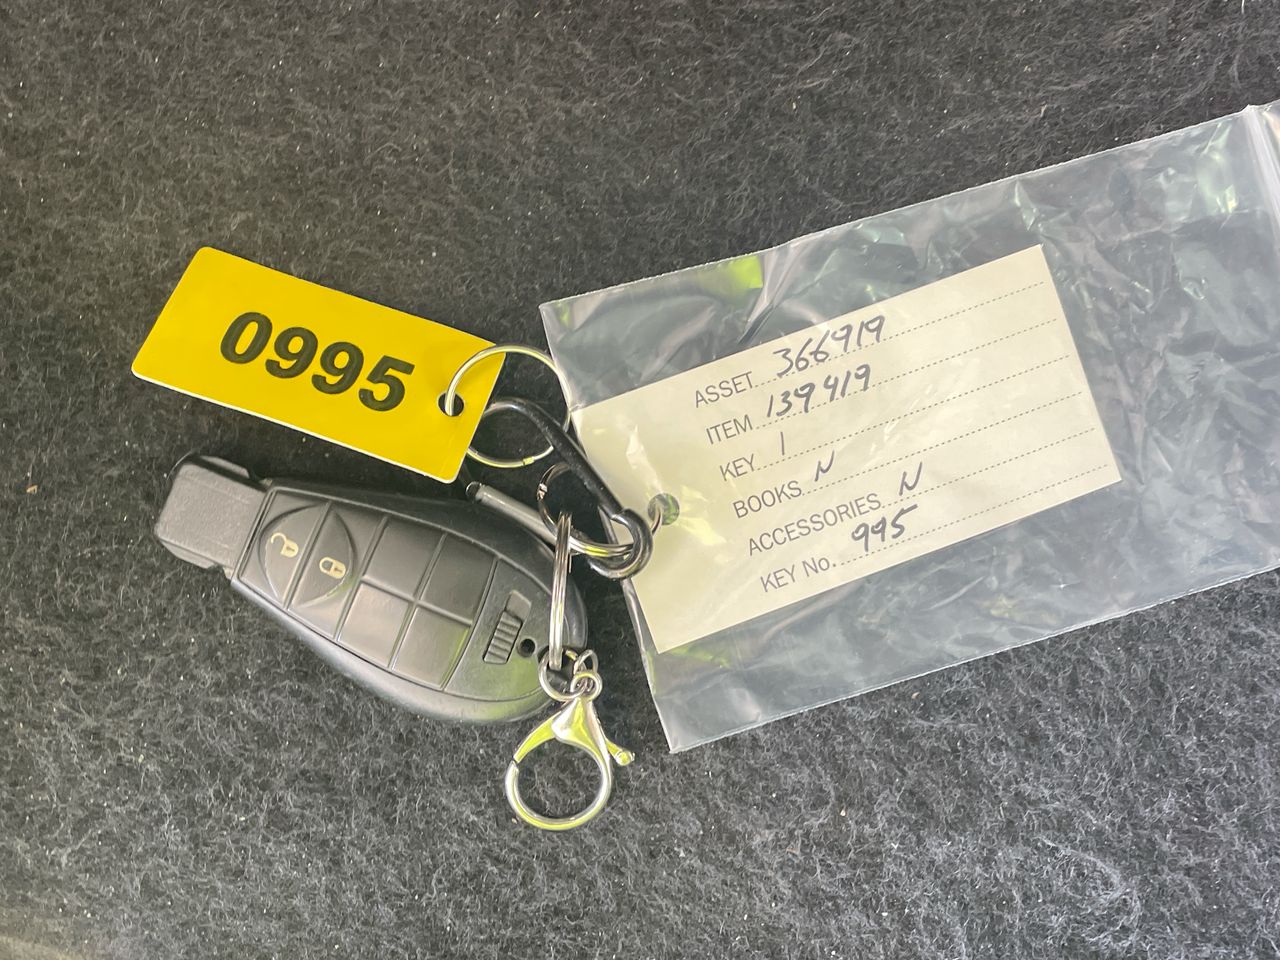 0995
ASSET 366919
ITEM 139419
KEY 1
BOOKS N
ACCESSORIES N
KEY No. 995